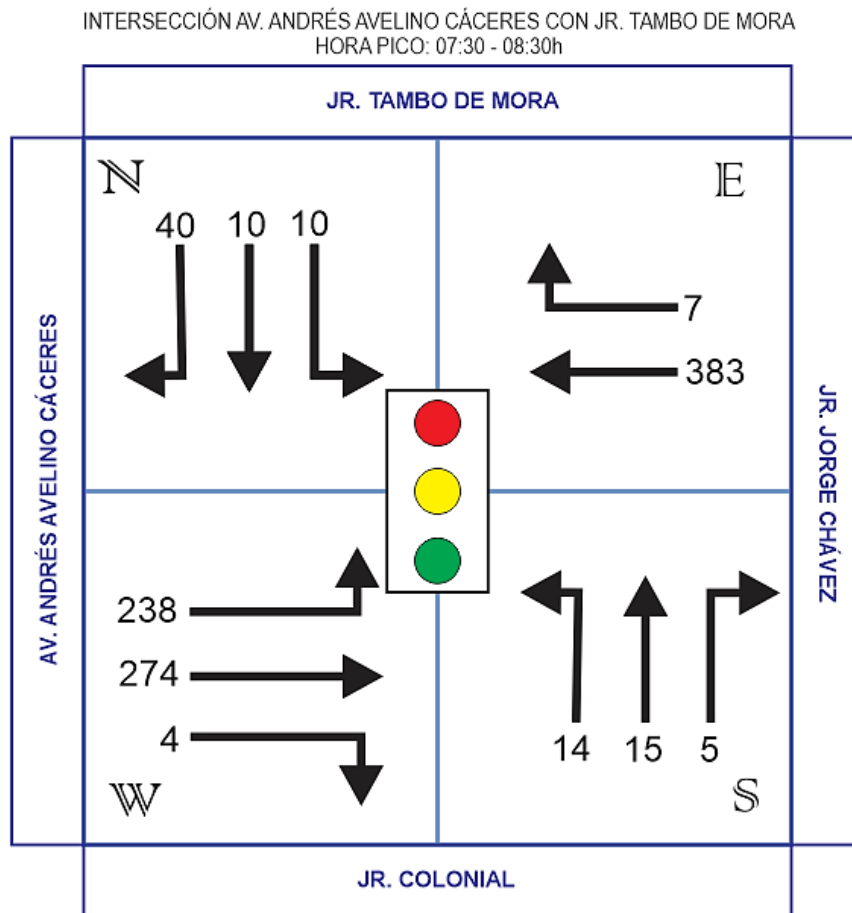 INTERSECCIÓN AV. ANDRÉS AVELINO CÁCERES CON JR. TAMBO DE MORA
HORA PICO: 07:30 - 08:30h
JR. TAMBO DE MORA
N
E
40 10 10
7
383
AV. ANDRÉS AVELINO CÁCERES
JR. JORGE CHÁVEZ
238
274
4
14 15 5
W
S
JR. COLONIAL